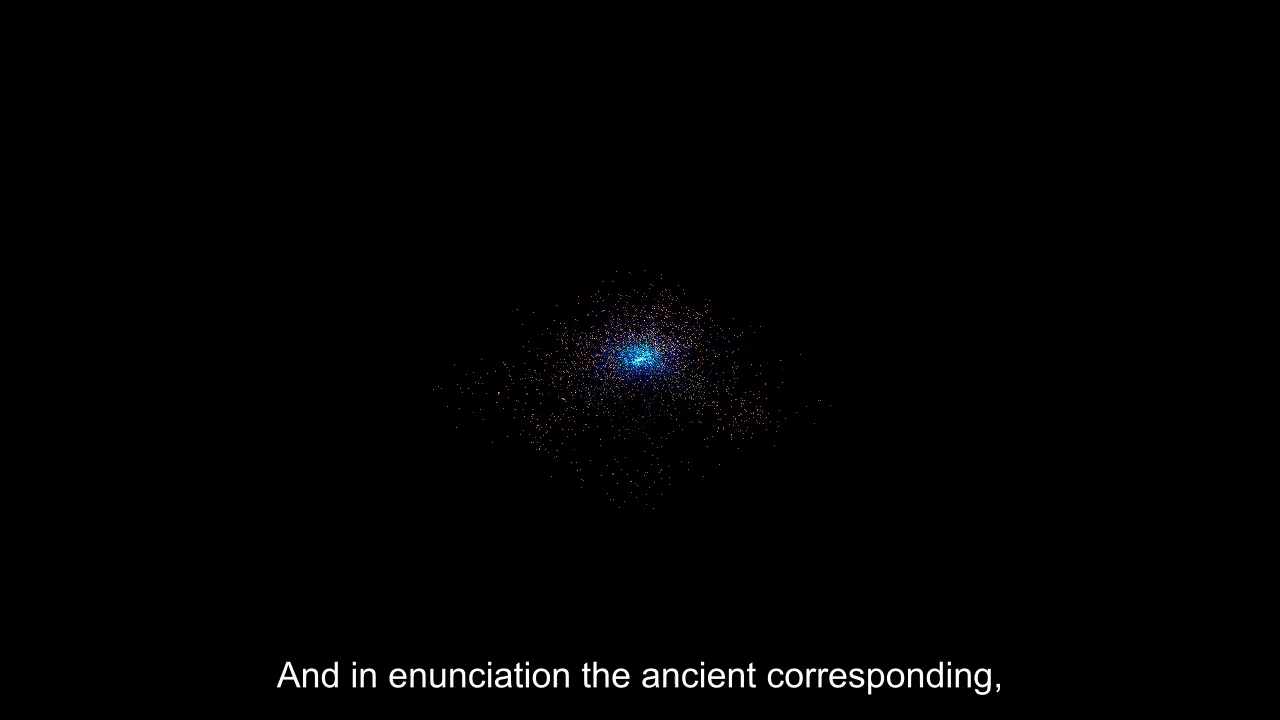 And in enunciation the ancient corresponding,